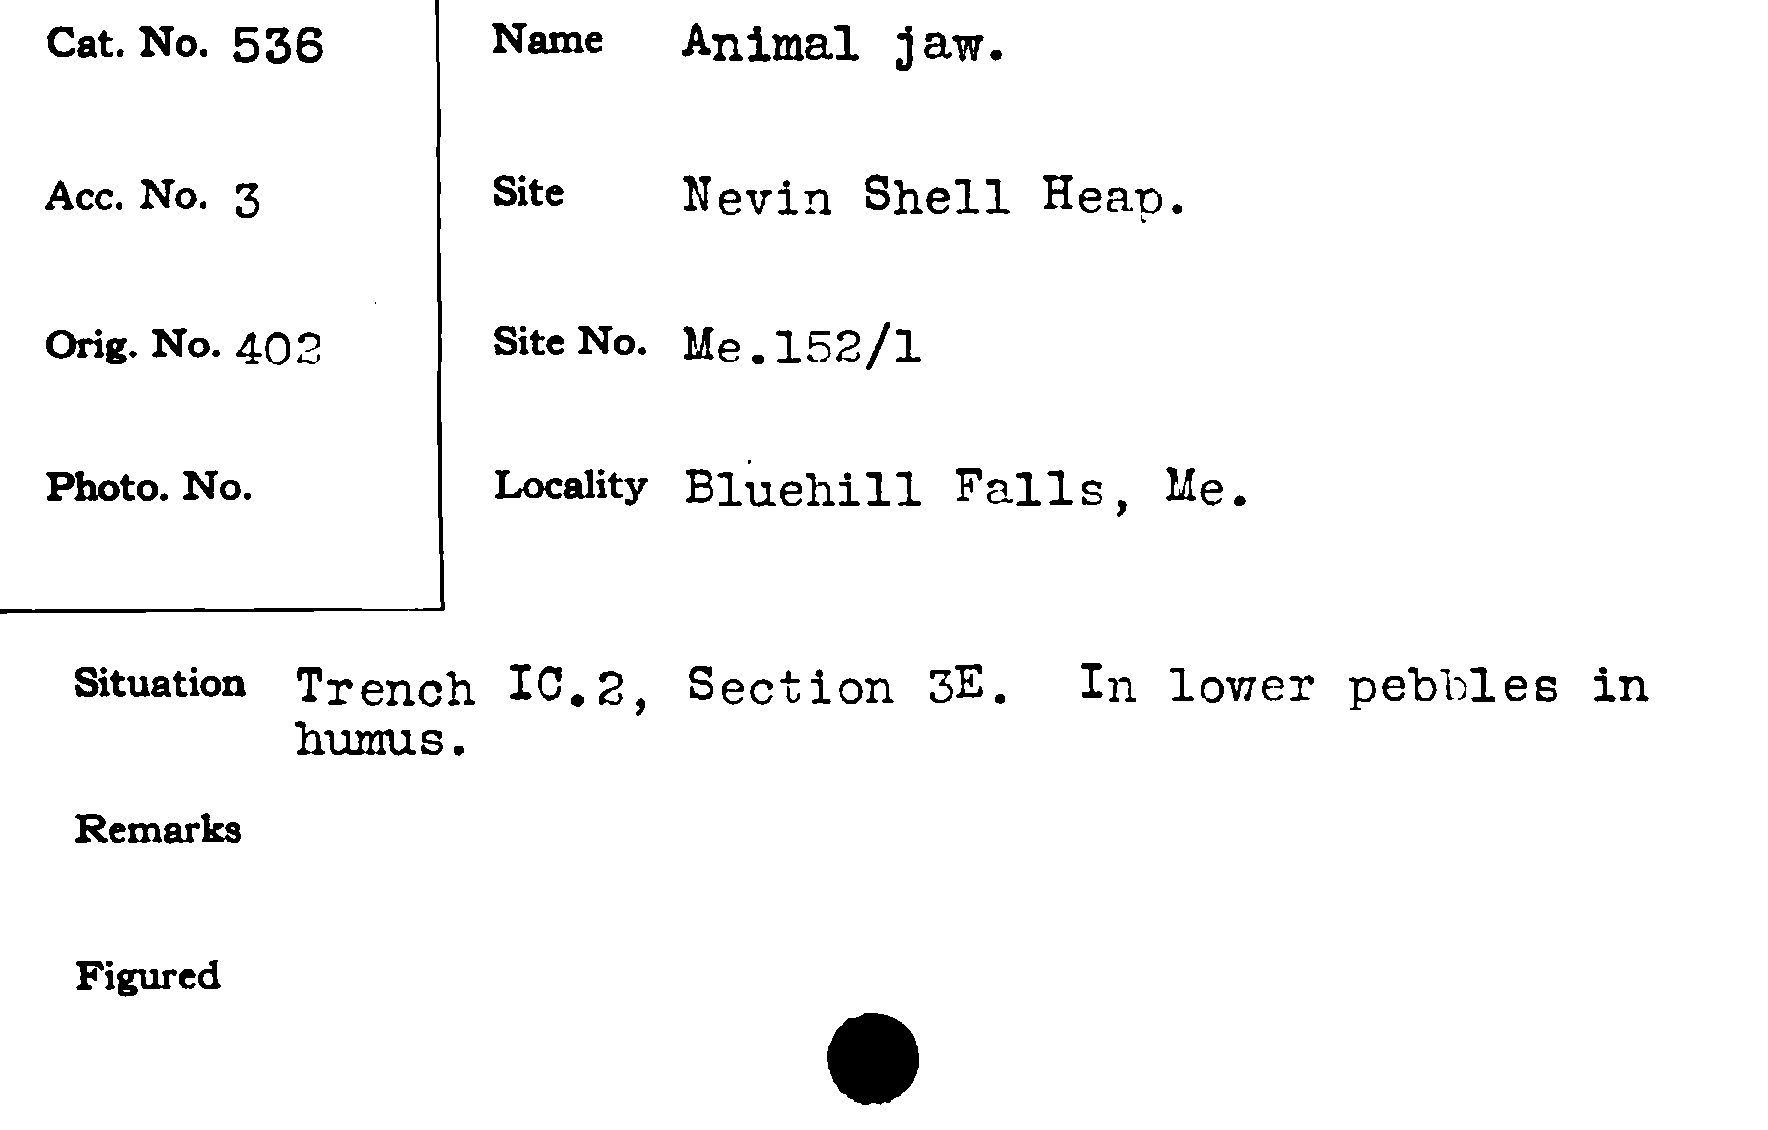 Cat. No. 536
Name Animal jaw.
Acc. No. 3
Site Nevin Shell Heap.
Orig. No. 402
Site No. Me.152/1
Photo. No.
Locality Bluehill Falls, Me.
Situation Trench IC.2, Section 3E. In lower pebbles in
humus.
Remarks
Figured